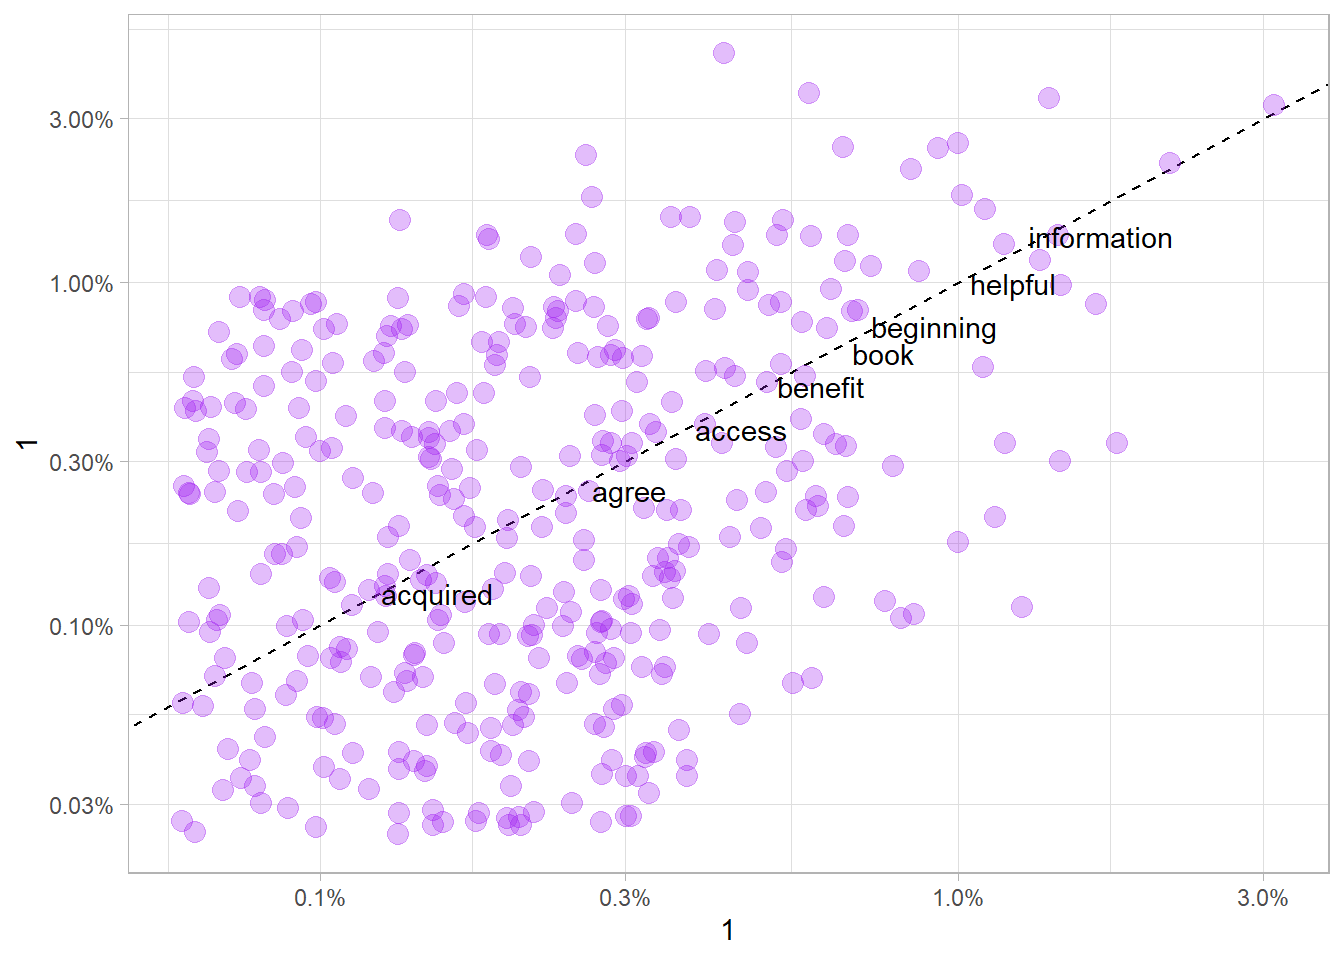 3.00%
information
1.00%
helpful
beginning
book
benefit
access
1
0.30%
agree
acquired
0.10%
0.03%
0.1%
0.3%
1.0%
3.0%
1